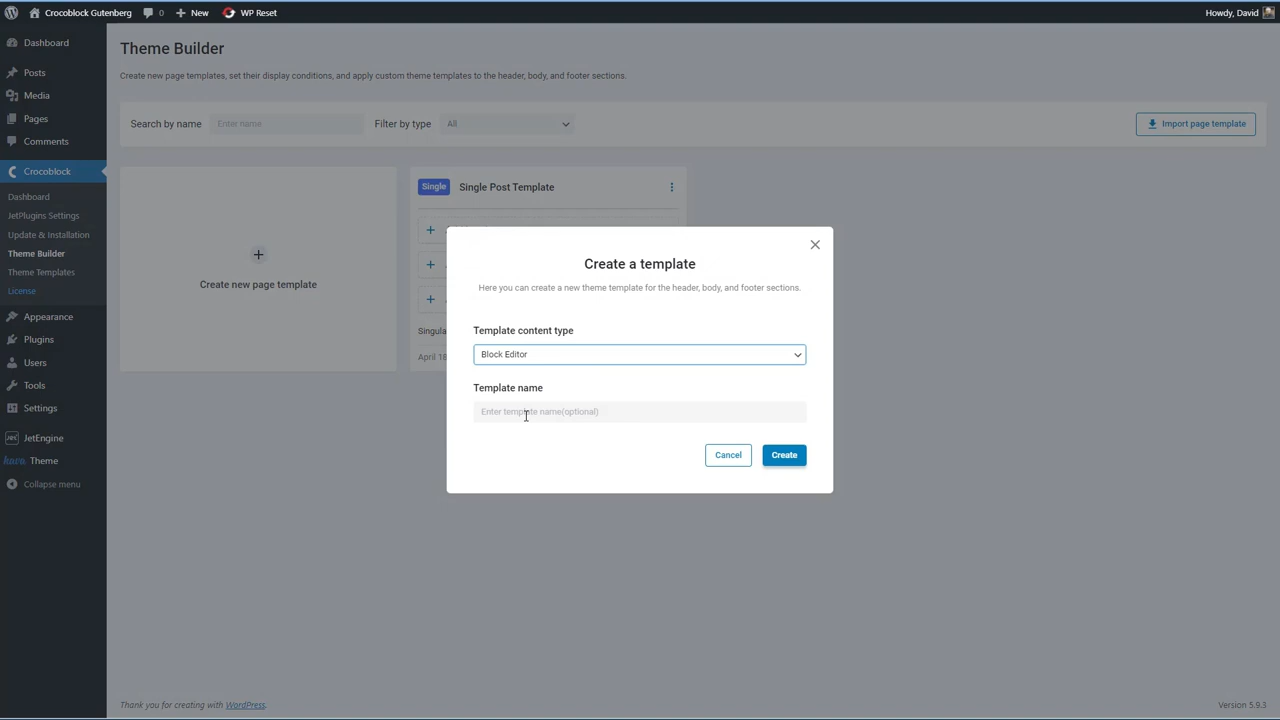 Crocoblock Gutenberg
0
New
WP Reset
Howdy, David
Dashboard
Posts
Media
Pages
Comments
Crocoblock
Dashboard
JetPlugins Settings
Update & Installation
Theme Builder
Theme Templates
License
Appearance
Plugins
Users
Tools
Settings
JetEngine
kava Theme
Collapse menu
Theme Builder
Create new page templates, set their display conditions, and apply custom theme templates to the header, body, and footer sections.
Search by name
Enter name
Filter by type
All
Import page template
Create new page template
Single
Single Post Template
Singula
April 18
Create a template
Here you can create a new theme template for the header, body, and footer sections.
Template content type
Block Editor
Template name
Enter template name(optional)
Cancel
Create
Thank you for creating with WordPress.
Version 5.9.3